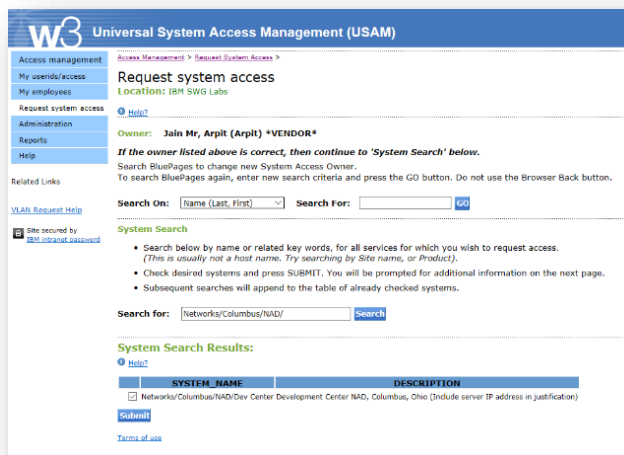 w3 Universal System Access Management (USAM)
Access management
My userids/access
My employees
Request system access
Administration
Reports
Help
Related Links
VLAN Request Help
Site secured by
IBM intranet password
Access Management > Request System Access >
Request system access
Location: IBM SWG Labs
Help?
Owner: Jain Mr, Arpit (Arpit) *VENDOR*
If the owner listed above is correct, then continue to 'System Search' below.
Search BluePages to change new System Access Owner.
To search BluePages again, enter new search criteria and press the GO button. Do not use the Browser Back button.
Search On: Name (Last, First) Search For: GO
System Search
• Search below by name or related key words, for all services for which you wish to request access.
(This is usually not a host name. Try searching by Site name, or Product).
• Check desired systems and press SUBMIT. You will be prompted for additional information on the next page.
• Subsequent searches will append to the table of already checked systems.
Search for: Networks/Columbus/NAD/ Search
System Search Results:
Help?
SYSTEM_NAME DESCRIPTION
Networks/Columbus/NAD/Dev Center Development Center NAD, Columbus, Ohio (Include server IP address in justification)
Submit
Terms of use